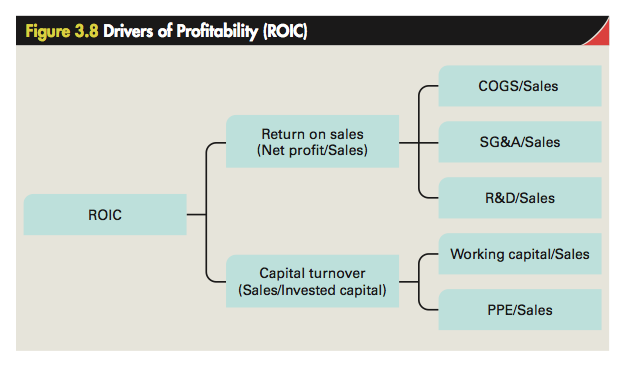 Figure 3.8 Drivers of Profitability (ROIC)
COGS/Sales
Return on sales
(Net profit/Sales)
SG&A/Sales
R&D/Sales
ROIC
Working capital/Sales
Capital turnover
(Sales/Invested capital)
PPE/Sales